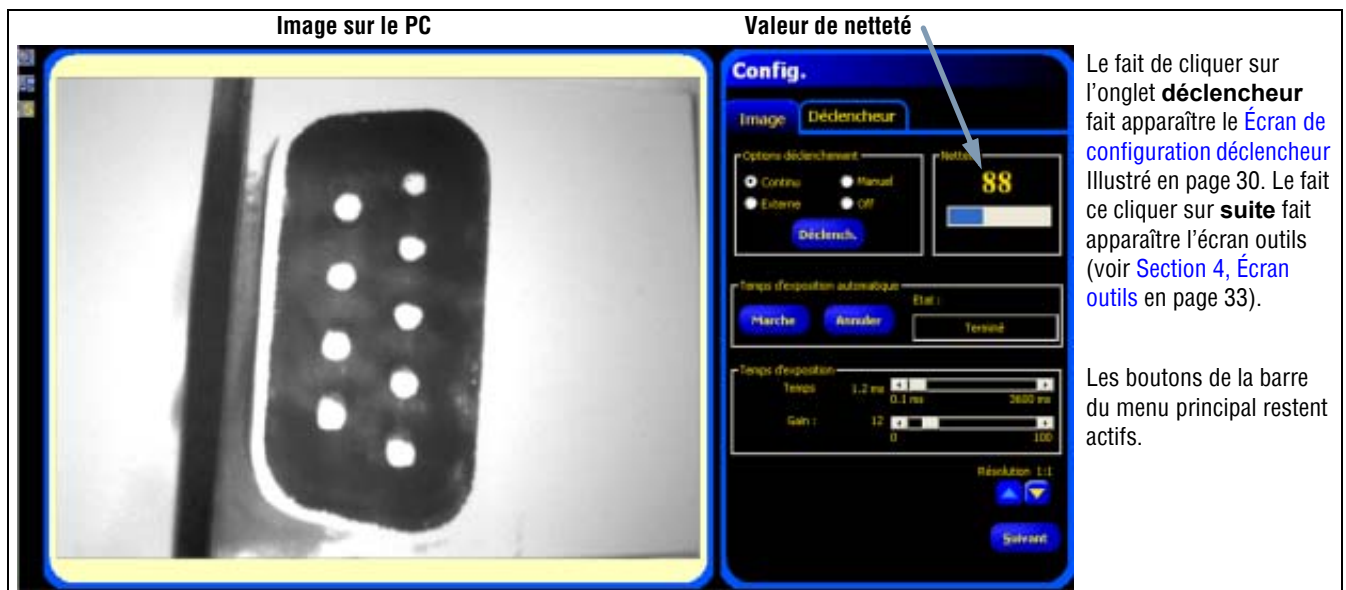 Image sur le PC
Valeur de netteté
Config.
Image
Déclencheur
Options déclenchement
Continu
Manuel
Externe
Off
Déclench.
88
Temps d'exposition automatique
Marche
Annuler
Etat :
Terminé
Temps d'exposition
Temps
1.2 ms
0.1 ms
Gain :
12
0
100
Résolution 1:1
Suivant
Le fait de cliquer sur
l'onglet déclencheur
fait apparaître le Écran de
configuration déclencheur
Illustré en page 30. Le fait
ce cliquer sur suite fait
apparaître l'écran outils
(voir Section 4, Écran
outils en page 33).
Les boutons de la barre
du menu principal restent
actifs.